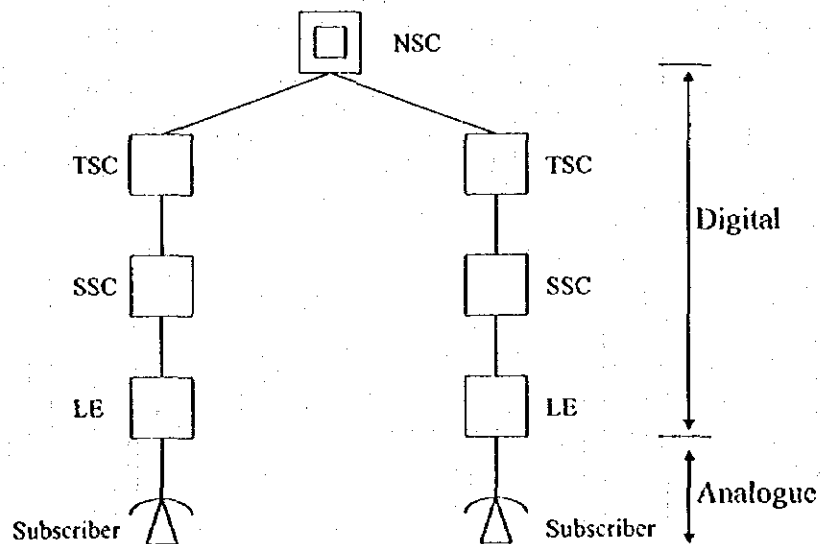 NSC
TSC TSC
Digital
SSC SSC
LE LE
Analogue
Subscriber Subscriber